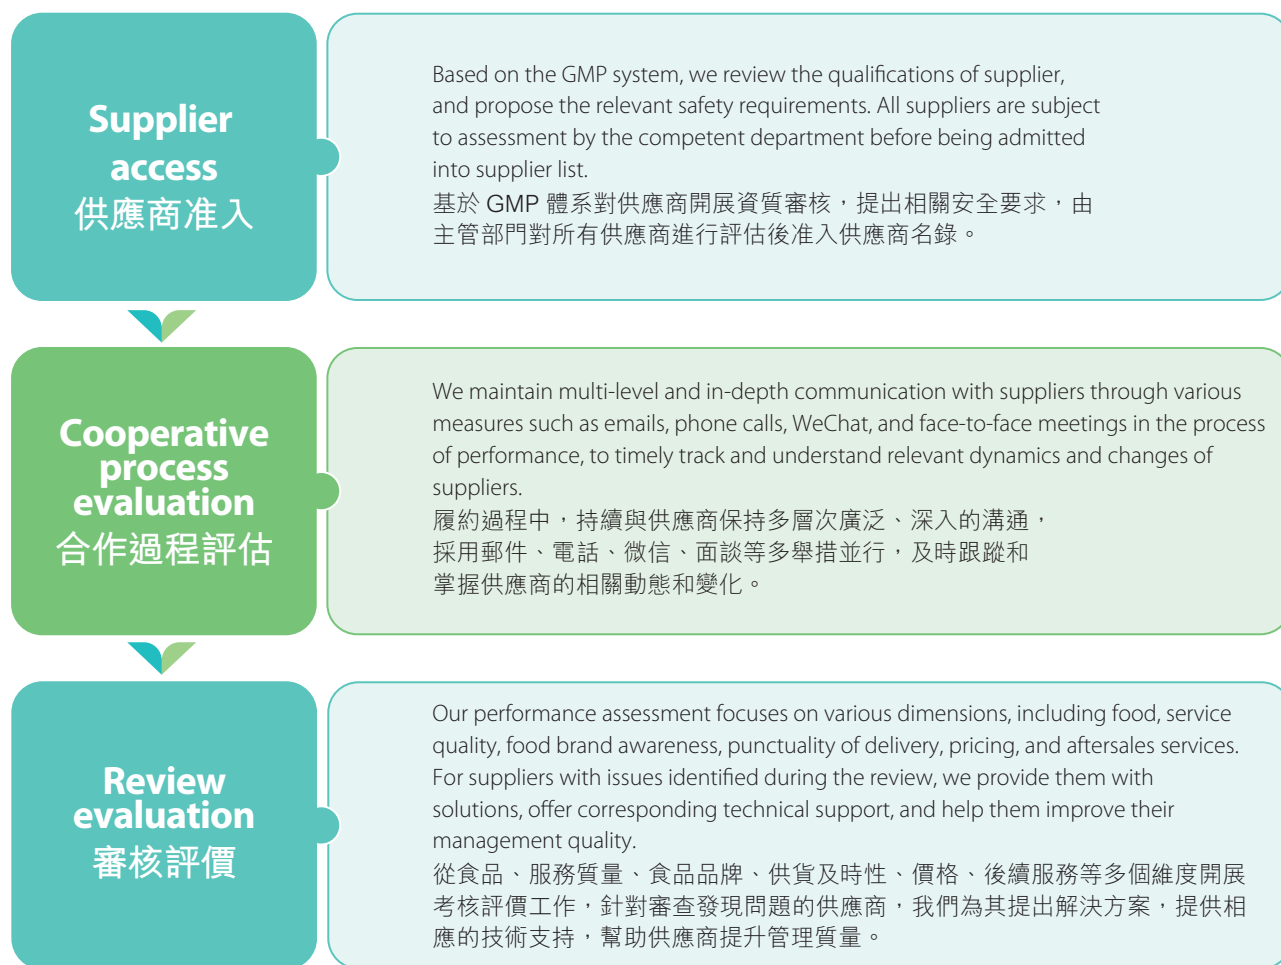 Supplier
access
供應商准入
Based on the GMP system, we review the qualifications of supplier,
and propose the relevant safety requirements. All suppliers are subject
to assessment by the competent department before being admitted
into supplier list.
基於 GMP 體系對供應商開展資質審核，提出相關安全要求，由
主管部門對所有供應商進行評估後准入供應商名錄。
Cooperative
process
evaluation
合作過程評估
We maintain multi-level and in-depth communication with suppliers through various
measures such as emails, phone calls, WeChat, and face-to-face meetings in the process
of performance, to timely track and understand relevant dynamics and changes of
suppliers.
履約過程中，持續與供應商保持多層次廣泛、深入的溝通，
採用郵件、電話、微信、面談等多舉措並行，及時跟蹤和
掌握供應商的相關動態和變化。
Review
evaluation
審核評價
Our performance assessment focuses on various dimensions, including food, service
quality, food brand awareness, punctuality of delivery, pricing, and aftersales services.
For suppliers with issues identified during the review, we provide them with
solutions, offer corresponding technical support, and help them improve their
management quality.
從食品、服務質量、食品品牌、供貨及時性、價格、後續服務等多個維度開展
考核評價工作，針對審查發現問題的供應商，我們為其提出解決方案，提供相
應的技術支持，幫助供應商提升管理質量。